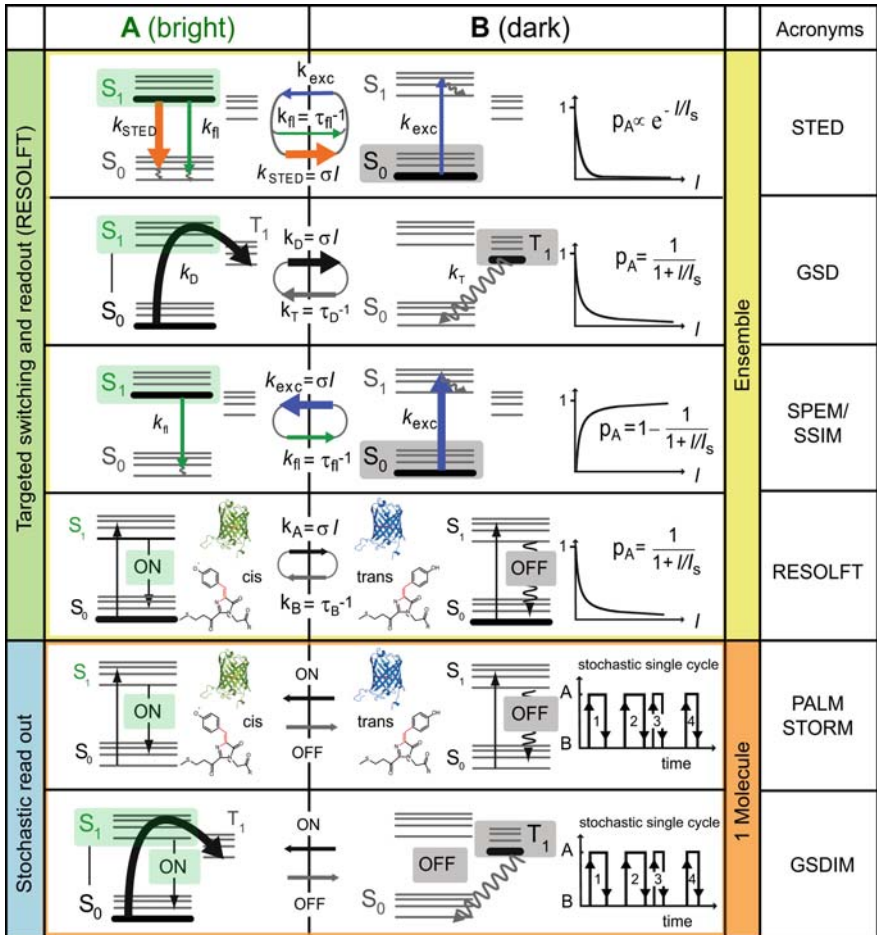 A (bright)
B (dark)
Acronyms
Targeted switching and readout (RESOLFT)
Ensemble
S1
kSTED
kfl
S0
kexc
kfl = τfl-1
kSTED = σI
S1
kexc
S0
1
pA ∝ e-I/Is
I
STED
S1
T1
kD
S0
kD = σI
kT = τD-1
T1
kT
S0
1
pA = 1/(1+I/Is)
I
GSD
S1
kfl
S0
kexc = σI
kfl = τfl-1
S1
kexc
S0
1
pA = 1 − 1/(1+I/Is)
I
SPEM/
SSIM
S1
ON
S0
cis
kA = σI
kB = τB-1
trans
S1
OFF
S0
1
pA = 1/(1+I/Is)
I
RESOLFT
Stochastic read out
1 Molecule
S1
ON
S0
cis
ON
OFF
trans
S1
OFF
S0
stochastic single cycle
A
B
1 2 3 4
time
PALM
STORM
S1
T1
ON
S0
ON
OFF
OFF
T1
S0
stochastic single cycle
A
B
1 2 3 4
time
GSDIM